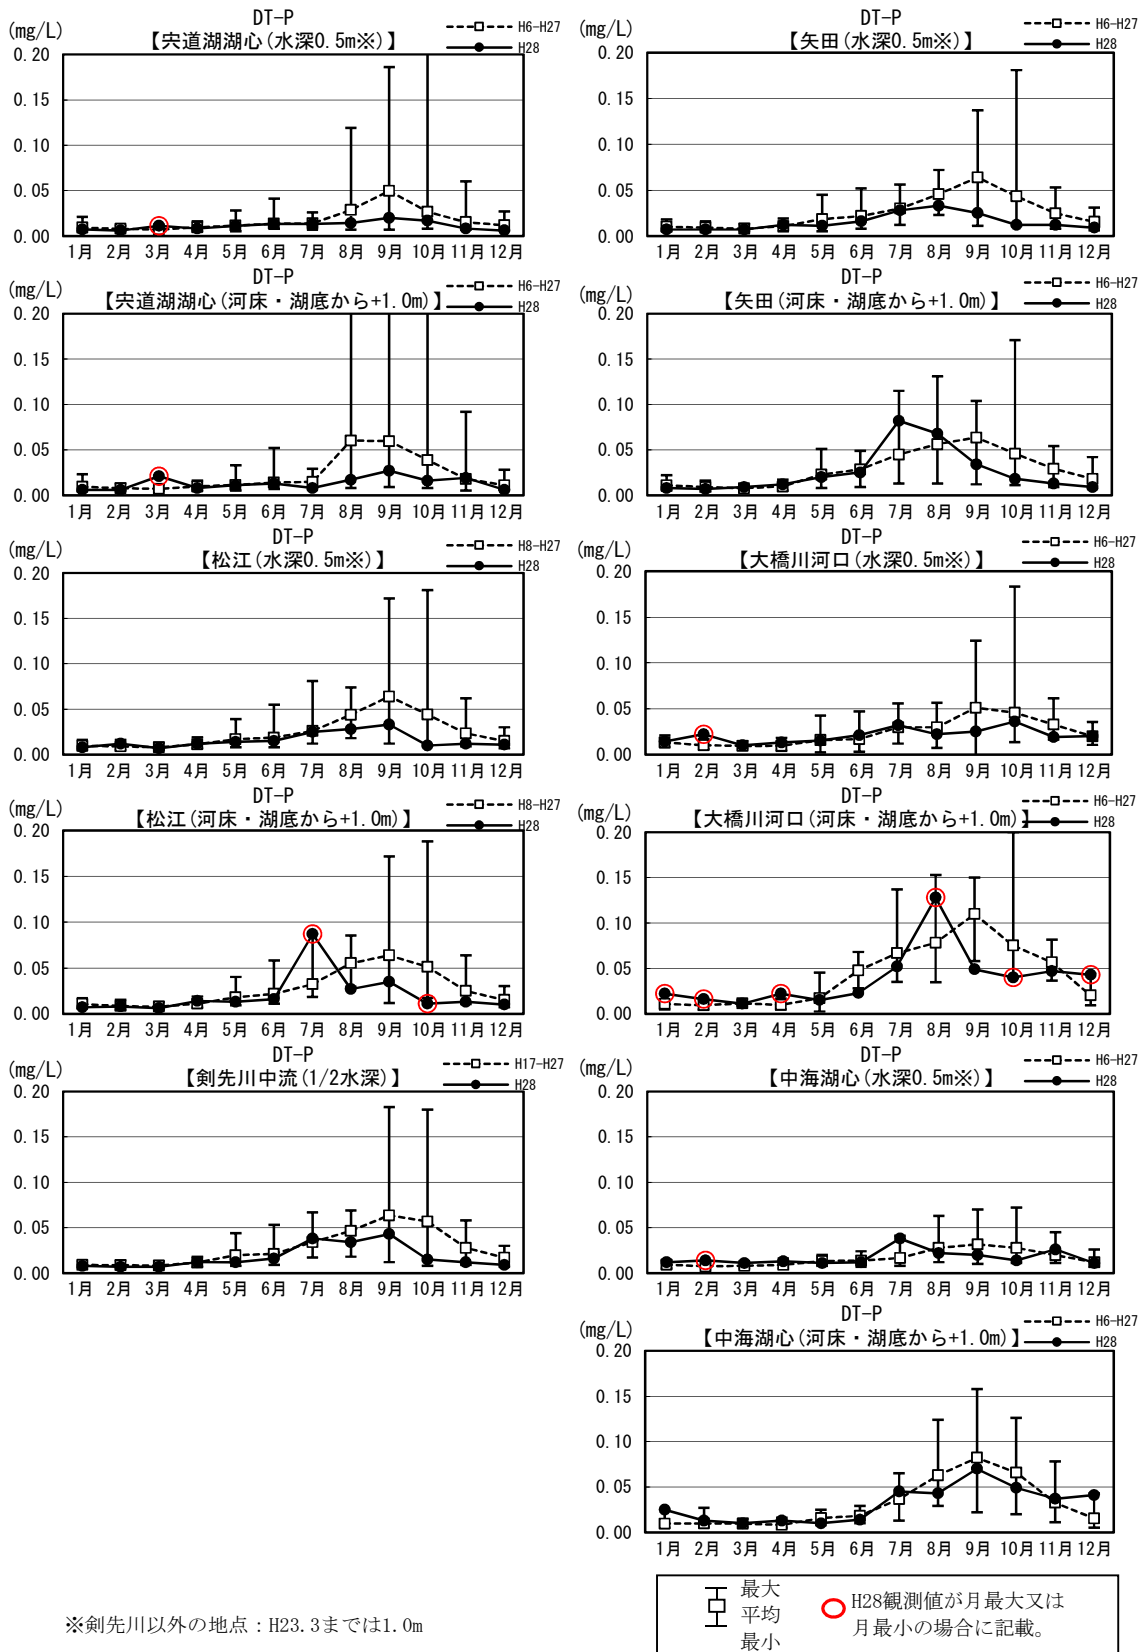 DT-P
(mg/L)
【宍道湖湖心(水深0.5m※)】
H6-H27
H28
0.20
0.15
0.10
0.05
0.00
1月 2月 3月 4月 5月 6月 7月 8月 9月 10月 11月 12月
DT-P
【矢田(水深0.5m※)】
(mg/L)
H6-H27
H28
0.20
0.15
0.10
0.05
0.00
1月 2月 3月 4月 5月 6月 7月 8月 9月 10月 11月 12月
DT-P
(mg/L)
【宍道湖湖心(河床・湖底から+1.0m)】
H6-H27
H28
0.20
0.15
0.10
0.05
0.00
1月 2月 3月 4月 5月 6月 7月 8月 9月 10月 11月 12月
DT-P
(mg/L)
【矢田(河床・湖底から+1.0m)】
H6-H27
H28
0.20
0.15
0.10
0.05
0.00
1月 2月 3月 4月 5月 6月 7月 8月 9月 10月 11月 12月
DT-P
(mg/L)
【松江(水深0.5m※)】
H8-H27
H28
0.20
0.15
0.10
0.05
0.00
1月 2月 3月 4月 5月 6月 7月 8月 9月 10月 11月 12月
DT-P
(mg/L)
【大橋川河口(水深0.5m※)】
H6-H27
H28
0.20
0.15
0.10
0.05
0.00
1月 2月 3月 4月 5月 6月 7月 8月 9月 10月 11月 12月
DT-P
(mg/L)
【松江(河床・湖底から+1.0m)】
H8-H27
H28
0.20
0.15
0.10
0.05
0.00
1月 2月 3月 4月 5月 6月 7月 8月 9月 10月 11月 12月
DT-P
(mg/L)
【大橋川河口(河床・湖底から+1.0m)】
H6-H27
H28
0.20
0.15
0.10
0.05
0.00
1月 2月 3月 4月 5月 6月 7月 8月 9月 10月 11月 12月
DT-P
(mg/L)
【剣先川中流(1/2水深)】
H17-H27
H28
0.20
0.15
0.10
0.05
0.00
1月 2月 3月 4月 5月 6月 7月 8月 9月 10月 11月 12月
DT-P
(mg/L)
【中海湖心(水深0.5m※)】
H6-H27
H28
0.20
0.15
0.10
0.05
0.00
1月 2月 3月 4月 5月 6月 7月 8月 9月 10月 11月 12月
DT-P
(mg/L)
【中海湖心(河床・湖底から+1.0m)】
H6-H27
H28
0.20
0.15
0.10
0.05
0.00
1月 2月 3月 4月 5月 6月 7月 8月 9月 10月 11月 12月
※剣先川以外の地点：H23.3までは1.0m
最大
平均
最小
H28観測値が月最大又は
月最小の場合に記載。